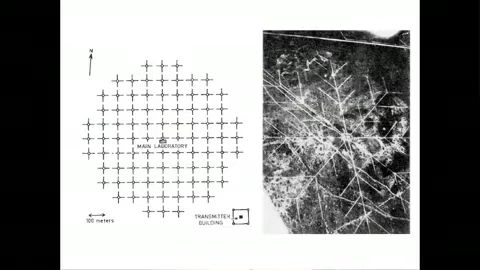 N
MAIN LABORATORY
TRANSMITTER
BUILDING
100 meters